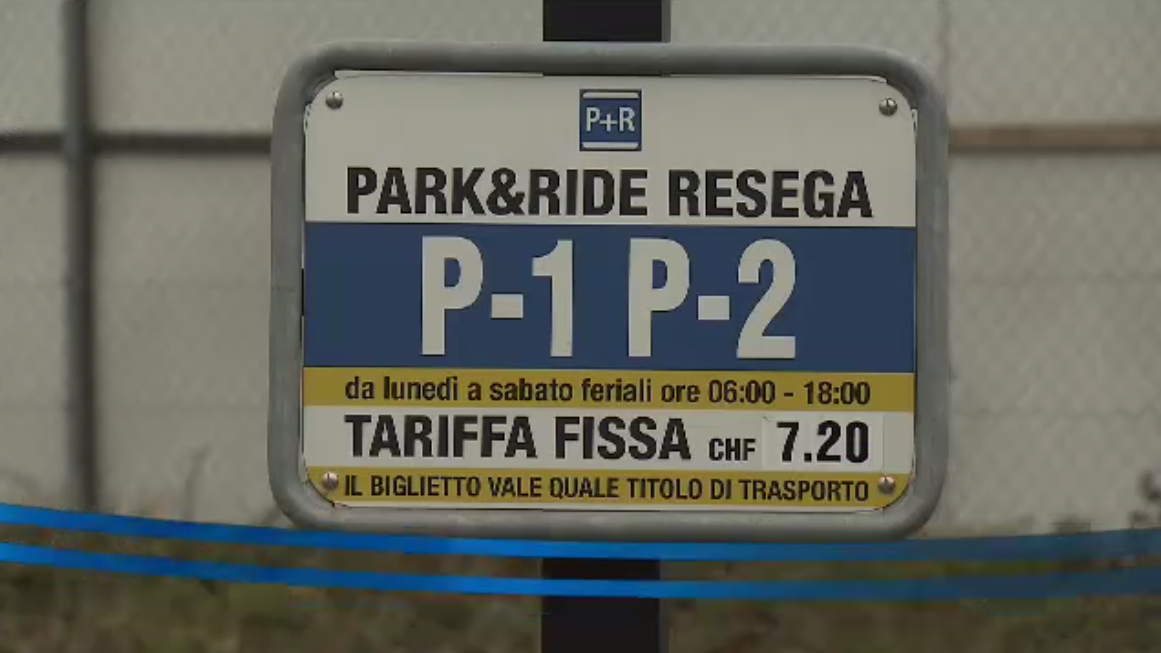 P+R
PARK&RIDE RESEGA
P-1 P-2
da lunedì a sabato feriali ore 06:00 - 18:00
TARIFFA FISSA CHF 7.20
IL BIGLIETTO VALE QUALE TITOLO DI TRASPORTO